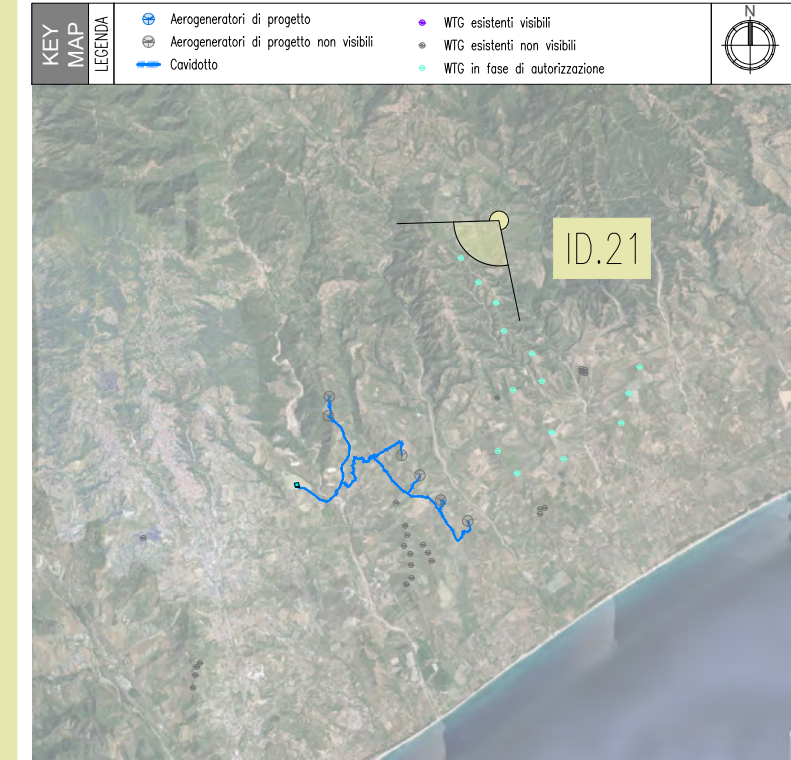 KEY
MAP
LEGENDA
Aerogeneratori di progetto
Aerogeneratori di progetto non visibili
Cavidotto
WTG esistenti visibili
WTG esistenti non visibili
WTG in fase di autorizzazione
N
ID.21